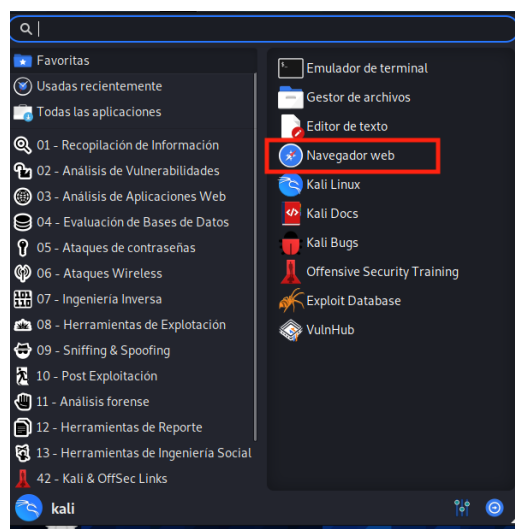 Favoritas
Usadas recientemente
Todas las aplicaciones
01 - Recopilación de Información
02 - Análisis de Vulnerabilidades
03 - Análisis de Aplicaciones Web
04 - Evaluación de Bases de Datos
05 - Ataques de contraseñas
06 - Ataques Wireless
07 - Ingeniería Inversa
08 - Herramientas de Explotación
09 - Sniffing & Spoofing
10 - Post Explotación
11 - Análisis forense
12 - Herramientas de Reporte
13 - Herramientas de Ingeniería Social
42 - Kali & OffSec Links
Emulador de terminal
Gestor de archivos
Editor de texto
Navegador web
Kali Linux
Kali Docs
Kali Bugs
Offensive Security Training
Exploit Database
VulnHub
kali